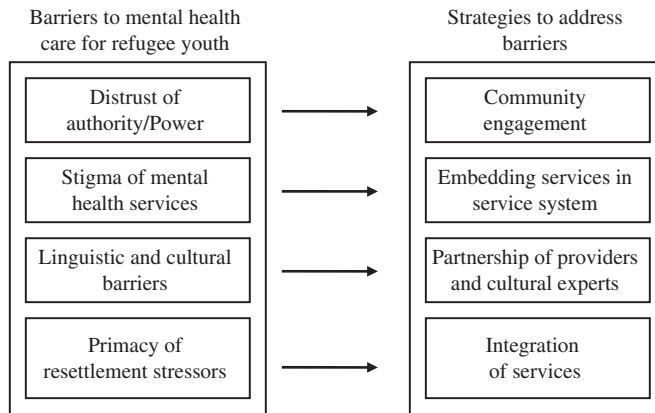 Barriers to mental health
care for refugee youth
Strategies to address
barriers
Distrust of
authority/Power
Community
engagement
Stigma of mental
health services
Embedding services in
service system
Linguistic and cultural
barriers
Partnership of providers
and cultural experts
Primacy of
resettlement stressors
Integration
of services